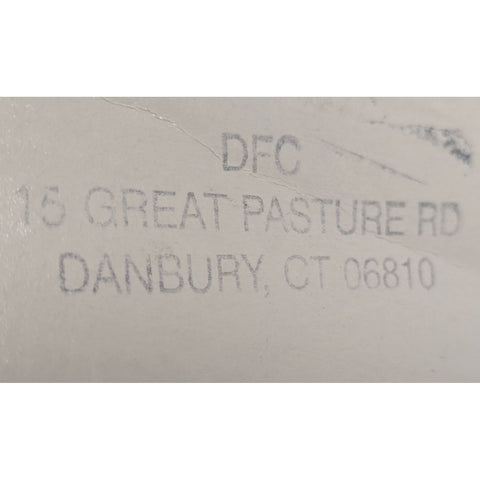 DFC
15 GREAT PASTURE RD
DANBURY, CT 06810